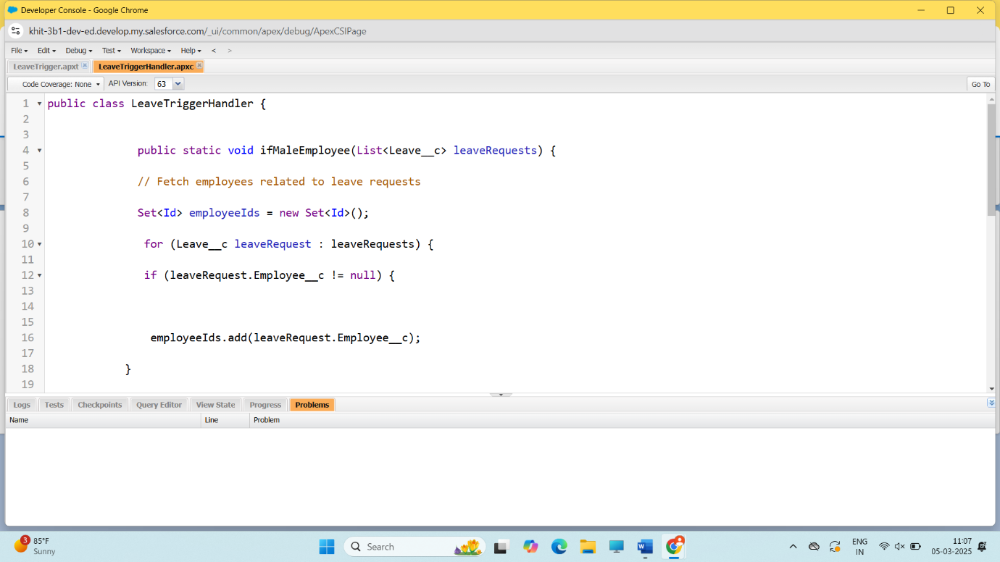 Developer Console - Google Chrome
khit-3b1-dev-ed.develop.my.salesforce.com/_ui/common/apex/debug/ApexCSIPage
File Edit Debug Test Workspace Help < >
LeaveTrigger.apxt LeaveTriggerHandler.apxc
Code Coverage: None API Version: 63 Go To
1 public class LeaveTriggerHandler {
2
3
4 public static void ifMaleEmployee(List<Leave__c> leaveRequests) {
5
6 // Fetch employees related to leave requests
7
8 Set<Id> employeeIds = new Set<Id>();
9
10 for (Leave__c leaveRequest : leaveRequests) {
11
12 if (leaveRequest.Employee__c != null) {
13
14
15
16 employeeIds.add(leaveRequest.Employee__c);
17
18 }
19
Logs Tests Checkpoints Query Editor View State Progress Problems
Name Line Problem
3 85°F
Sunny
Search
ENG
IN
11:07
05-03-2025